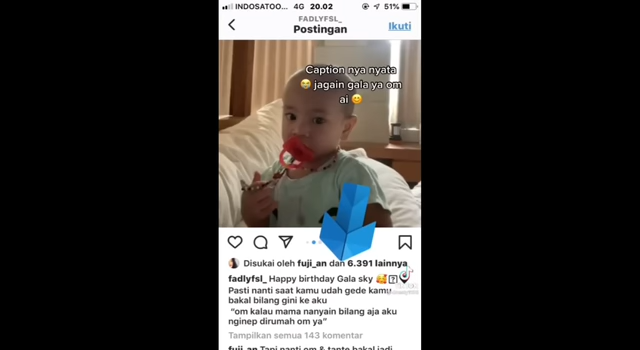 INDOSATOO... 4G 20.02 51%
FADLYFSL_
Postingan
Ikuti
Caption nya nyata
😭 jagain gala ya om
ai 😊
Disukai oleh fuji_an dan 6.391 lainnya
fadlyfsl_ Happy birthday Gala sky 🥰
Pasti nanti saat kamu udah gede kamu
bakal bilang gini ke aku
“om kalau mama nanyain bilang aja aku
nginep dirumah om ya”
Tampilkan semua 143 komentar
fuji_an Tapi nanti om & tante bakal jadi